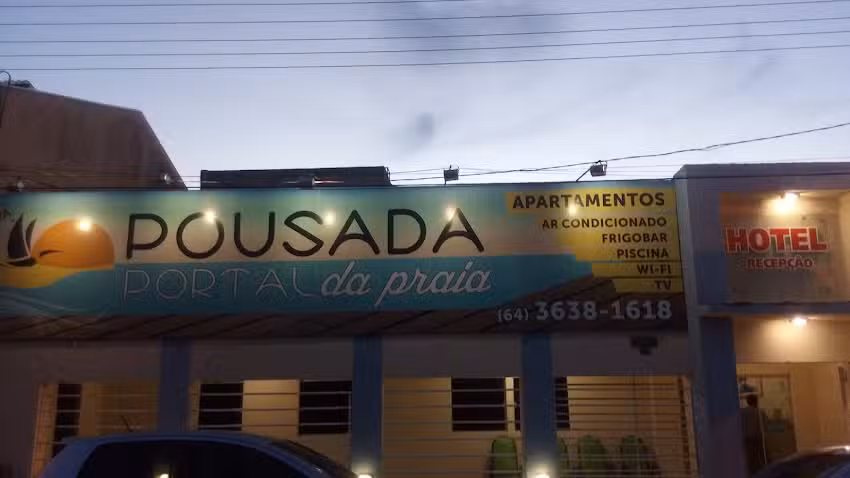 POUSADA
PORTAL da praia
APARTAMENTOS
AR CONDICIONADO
FRIGOBAR
PISCINA
WI-FI
TV
(64) 3638-1618
HOTEL
RECEPÇÃO